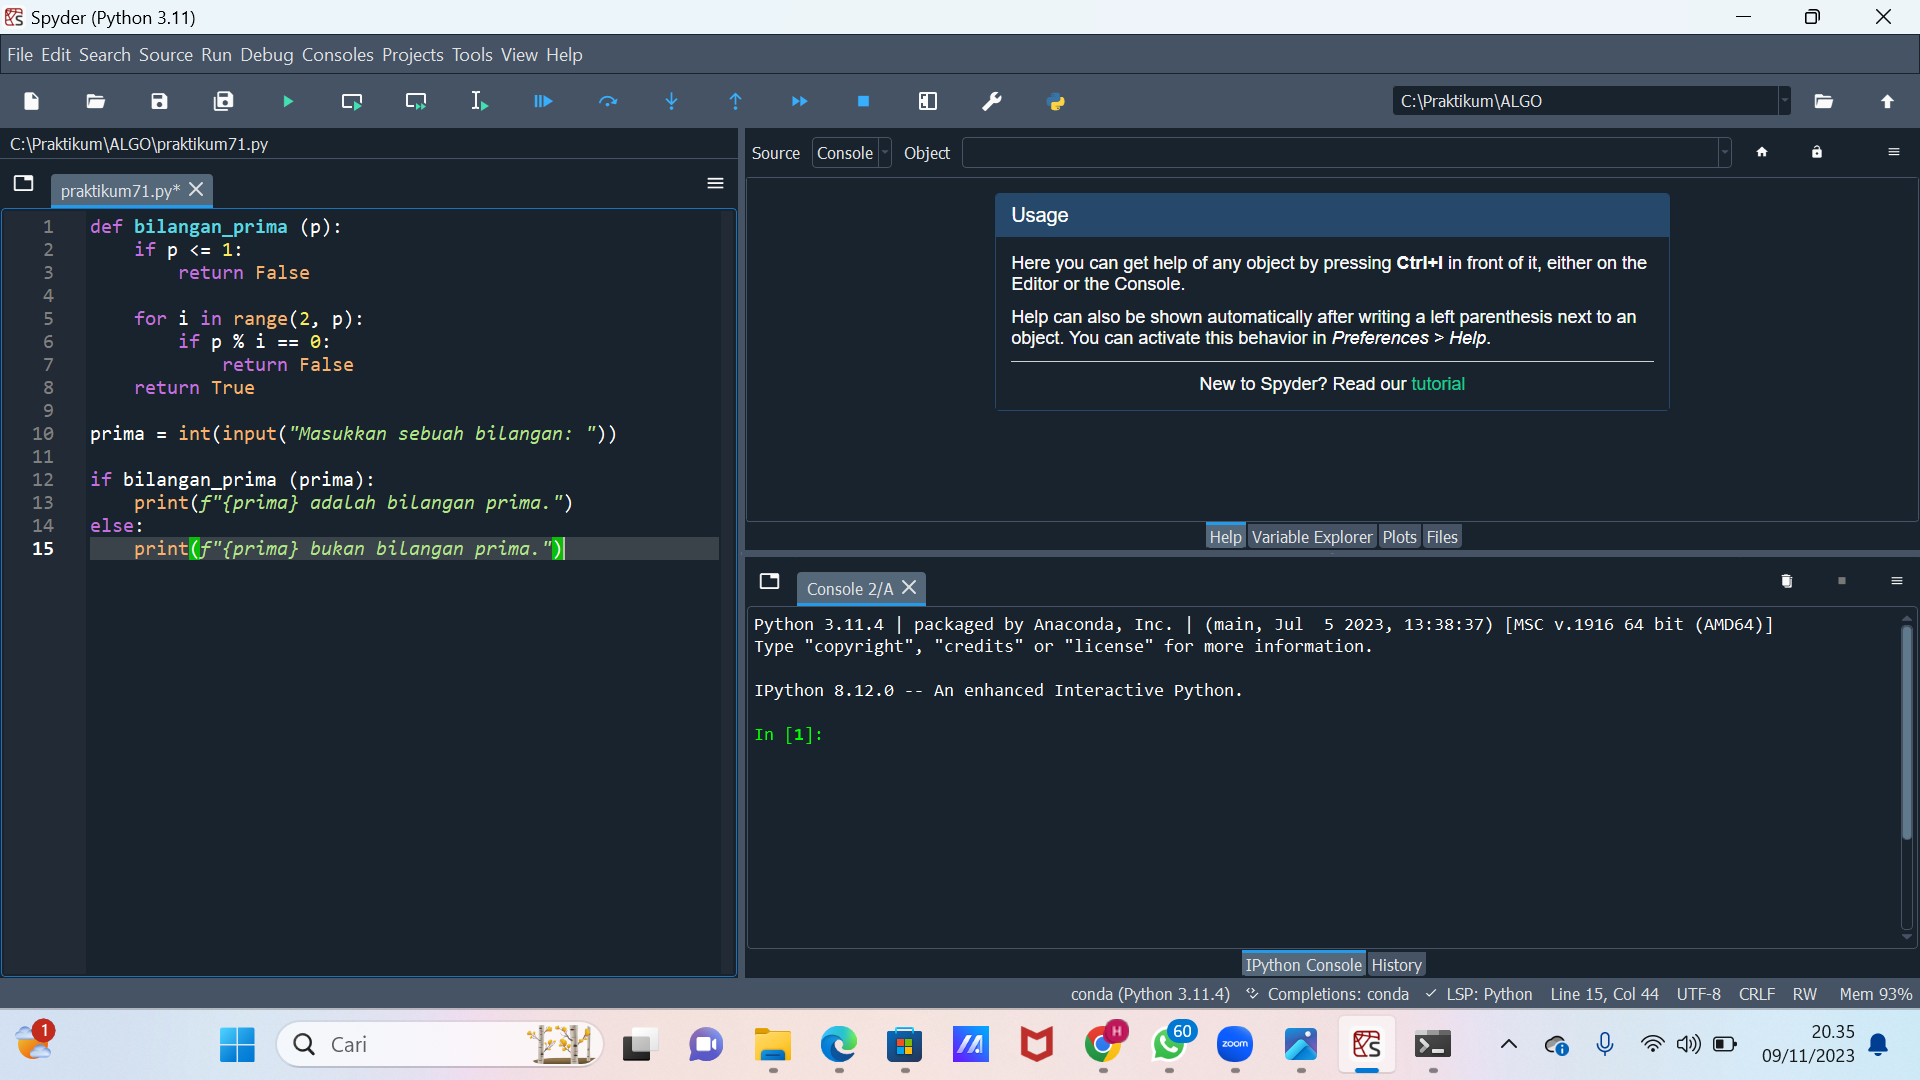 Spyder (Python 3.11)
File Edit Search Source Run Debug Consoles Projects Tools View Help
C:\Praktikum\ALGO
C:\Praktikum\ALGO\praktikum71.py
praktikum71.py*
1 def bilangan_prima (p):
2     if p <= 1:
3         return False
4
5     for i in range(2, p):
6         if p % i == 0:
7             return False
8     return True
9
10 prima = int(input("Masukkan sebuah bilangan: "))
11
12 if bilangan_prima (prima):
13     print(f"{prima} adalah bilangan prima.")
14 else:
15     print(f"{prima} bukan bilangan prima.")
Source Console Object
Usage
Here you can get help of any object by pressing Ctrl+I in front of it, either on the
Editor or the Console.
Help can also be shown automatically after writing a left parenthesis next to an
object. You can activate this behavior in Preferences > Help.
New to Spyder? Read our tutorial
Help Variable Explorer Plots Files
Console 2/A
Python 3.11.4 | packaged by Anaconda, Inc. | (main, Jul  5 2023, 13:38:37) [MSC v.1916 64 bit (AMD64)]
Type "copyright", "credits" or "license" for more information.
IPython 8.12.0 -- An enhanced Interactive Python.
In [1]:
IPython Console History
conda (Python 3.11.4) Completions: conda LSP: Python Line 15, Col 44 UTF-8 CRLF RW Mem 93%
1
Cari
H
60
zoom
20.35
09/11/2023